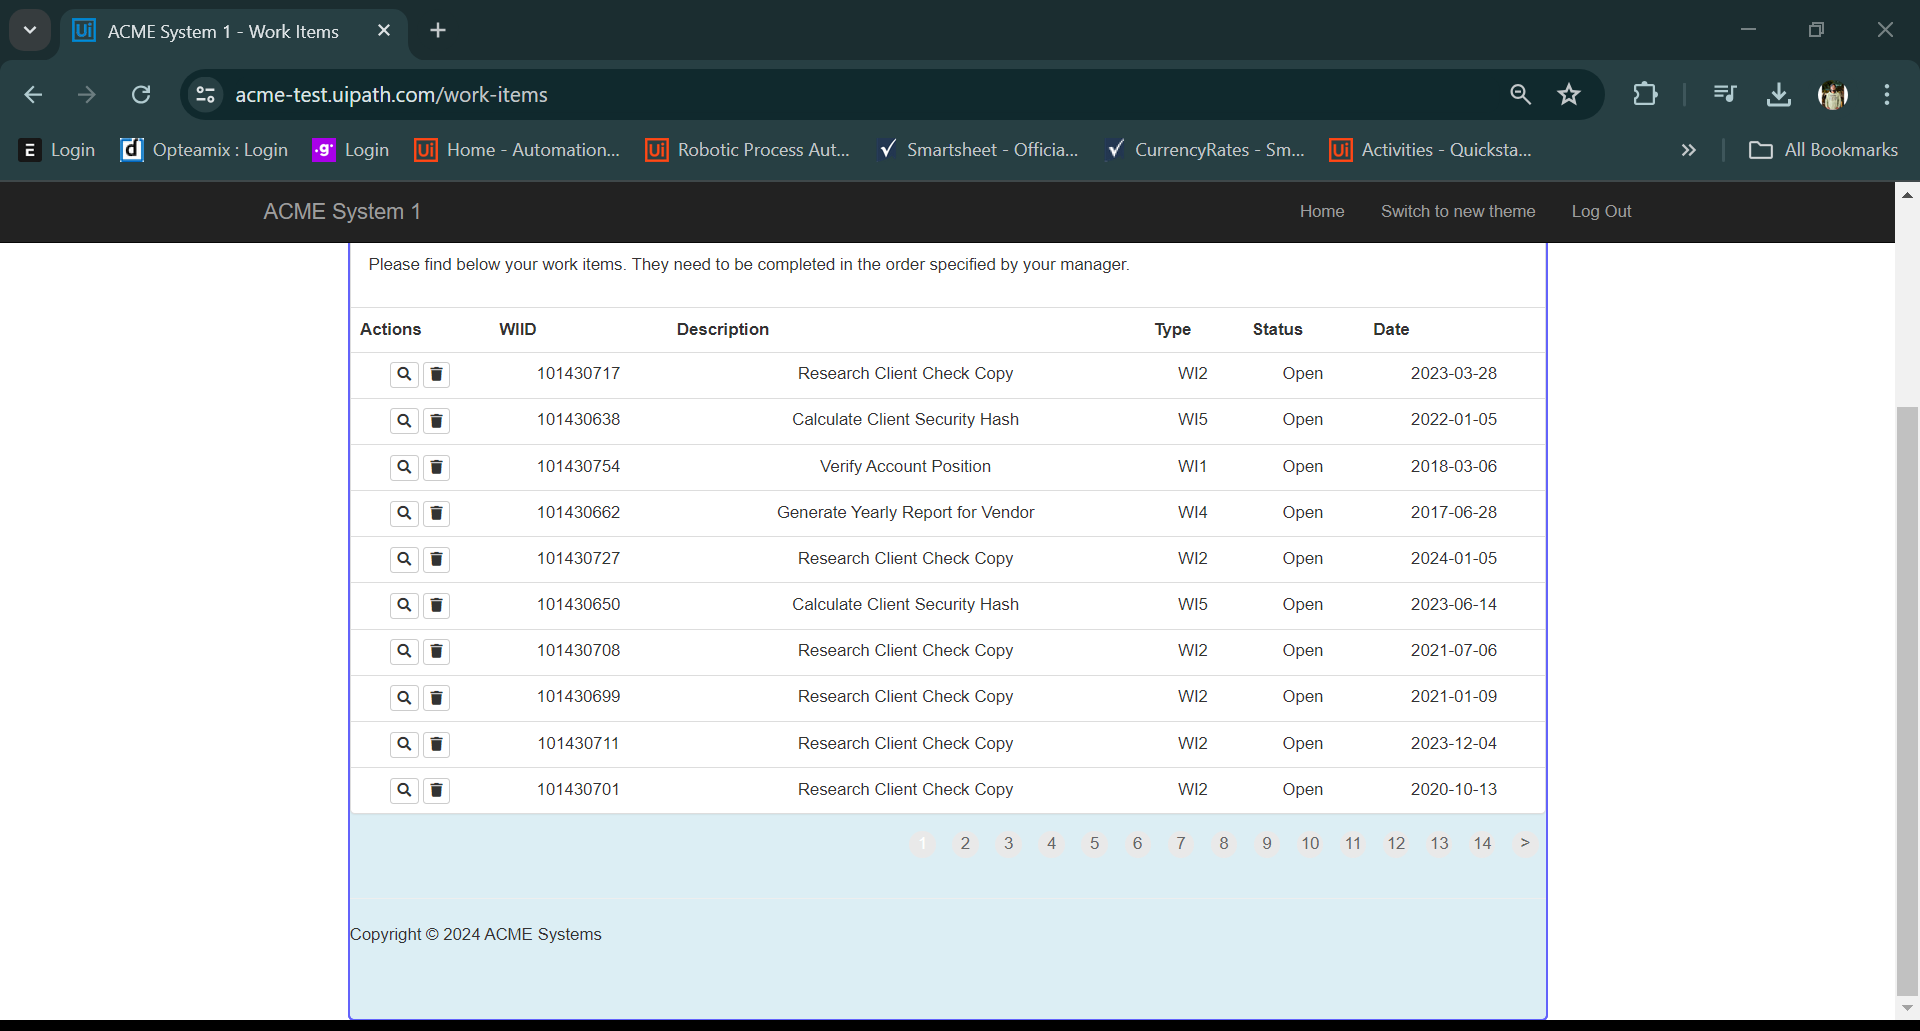 ACME System 1 - Work Items
acme-test.uipath.com/work-items
Login Opteamix : Login Login Home - Automation... Robotic Process Aut... Smartsheet - Officia... CurrencyRates - Sm... Activities - Quicksta... » All Bookmarks
ACME System 1 Home Switch to new theme Log Out
Please find below your work items. They need to be completed in the order specified by your manager.
Actions WIID Description Type Status Date
101430717 Research Client Check Copy WI2 Open 2023-03-28
101430638 Calculate Client Security Hash WI5 Open 2022-01-05
101430754 Verify Account Position WI1 Open 2018-03-06
101430662 Generate Yearly Report for Vendor WI4 Open 2017-06-28
101430727 Research Client Check Copy WI2 Open 2024-01-05
101430650 Calculate Client Security Hash WI5 Open 2023-06-14
101430708 Research Client Check Copy WI2 Open 2021-07-06
101430699 Research Client Check Copy WI2 Open 2021-01-09
101430711 Research Client Check Copy WI2 Open 2023-12-04
101430701 Research Client Check Copy WI2 Open 2020-10-13
1 2 3 4 5 6 7 8 9 10 11 12 13 14 >
Copyright © 2024 ACME Systems